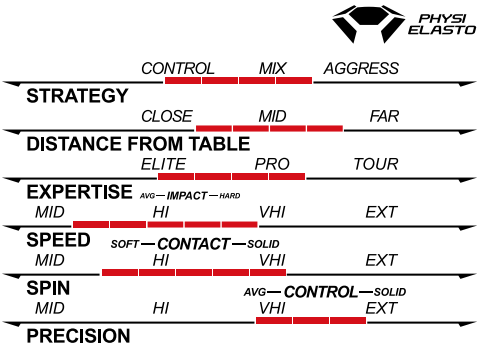 PHYSI
ELASTO
CONTROL MIX AGGRESS
STRATEGY
CLOSE MID FAR
DISTANCE FROM TABLE
ELITE PRO TOUR
EXPERTISE AVG—IMPACT—HARD
MID HI VHI EXT
SPEED SOFT—CONTACT—SOLID
MID HI VHI EXT
SPIN AVG—CONTROL—SOLID
MID HI VHI EXT
PRECISION